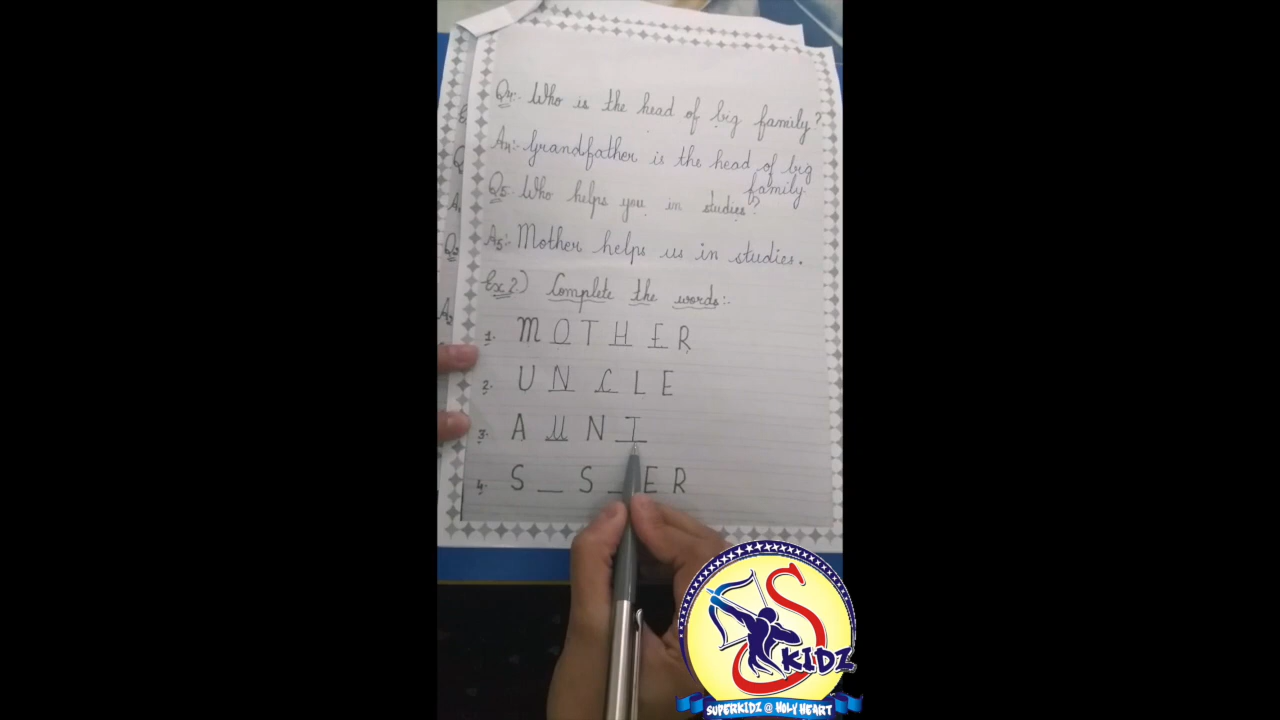 Q4:- Who is the head of big family?
A4:- Grandfather is the head of big
family.
Q5 Who helps you in studies?
A5:- Mother helps us in studies.
Ex 2.) Complete the words:-
1. M O T H E R
2. U N C L E
3. A U N T
4. S _ S _ E R
S
KIDZ
SUPERKIDZ @ HOLY HEART